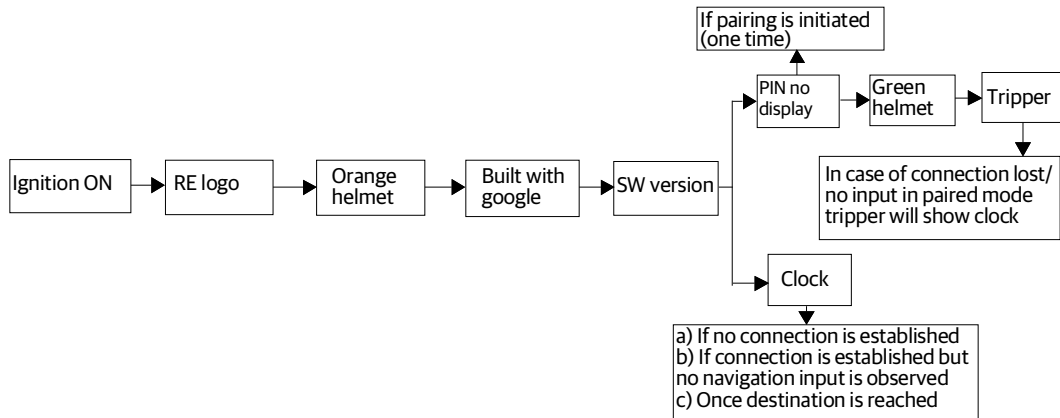 If pairing is initiated
(one time)
PIN no
display
Green
helmet
Tripper
Ignition ON
RE logo
Orange
helmet
Built with
google
SW version
In case of connection lost/
no input in paired mode
tripper will show clock
Clock
a) If no connection is established
b) If connection is established but
no navigation input is observed
c) Once destination is reached